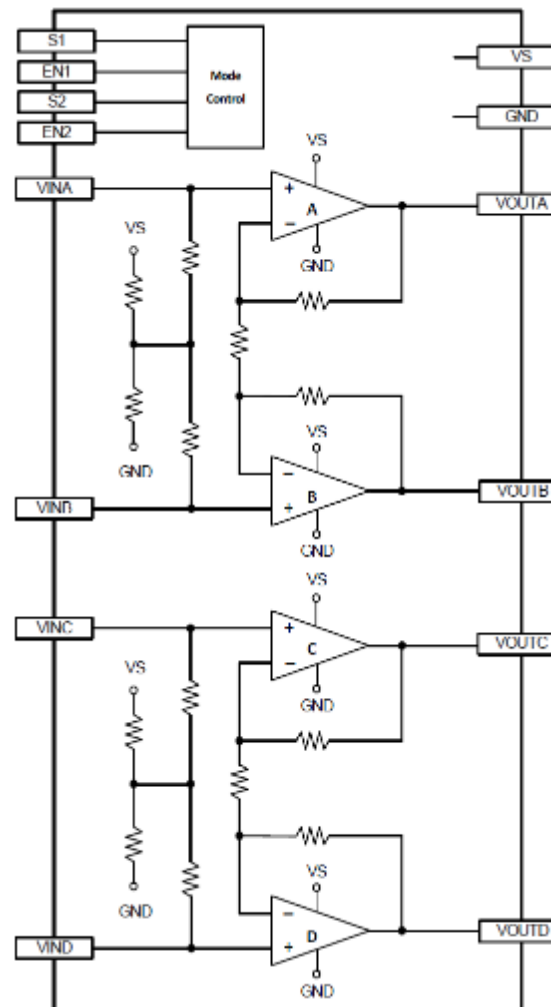 S1
EN1
S2
EN2
Mode
Control
VS
GND
VINA
VS
+
A
−
GND
VOUTA
VS
GND
VS
−
B
+
GND
VINB
VOUTB
VINC
VS
+
C
−
GND
VOUTC
VS
GND
VS
−
D
+
GND
VIND
VOUTD